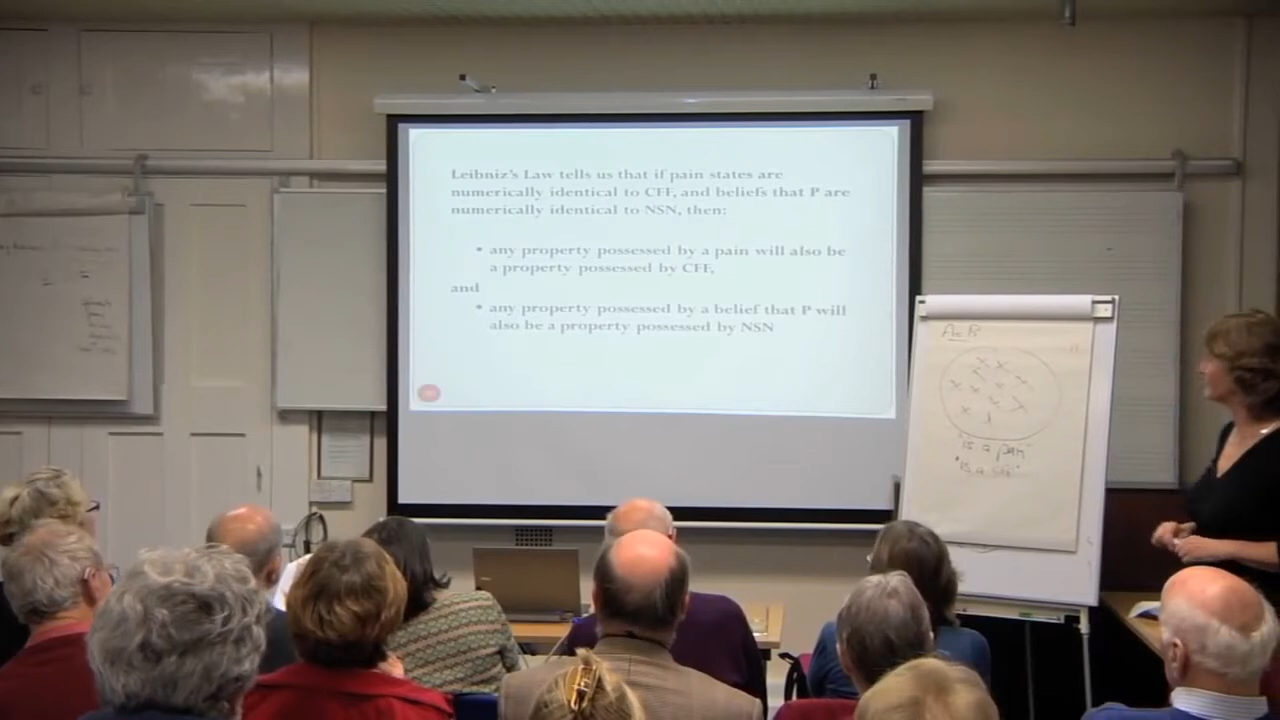 Leibniz's Law tells us that if pain states are
numerically identical to CFF, and beliefs that P are
numerically identical to NSN, then:
• any property possessed by a pain will also be
a property possessed by CFF,
and
• any property possessed by a belief that P will
also be a property possessed by NSN
A=B
"is a pain"
"is a CFF"